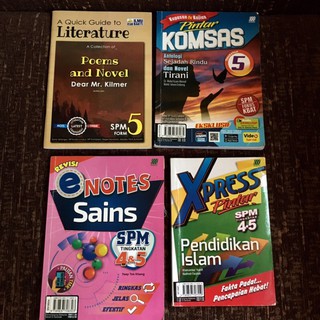 A Quick Guide to
Literature
A Collection of
Poems and Novel
Dear Mr. Kilmer
SPM
FORM
5
Pintar
KOMSAS
5
Antologi
Sejadah Rindu
dan Novel
Tirani
SPM
EKSKLUSIF
REVISI
eNOTES
Sains
SPM
TINGKATAN
4&5
RINGKAS
JELAS
EFEKTIF
XPRESS
Pintar
SPM
4&5
Pendidikan
Islam
Fakta Padat...
Pencapaian Hebat!